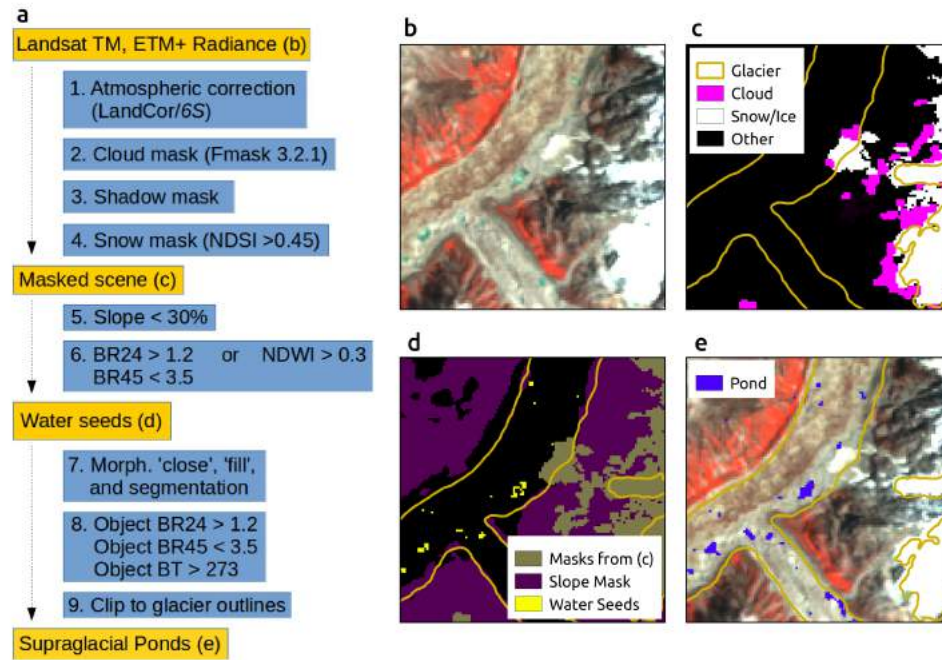 a
Landsat TM, ETM+ Radiance (b)
1. Atmospheric correction
(LandCor/6S)
2. Cloud mask (Fmask 3.2.1)
3. Shadow mask
4. Snow mask (NDSI >0.45)
Masked scene (c)
5. Slope < 30%
6. BR24 > 1.2 or NDWI > 0.3
BR45 < 3.5
Water seeds (d)
7. Morph. 'close', 'fill',
and segmentation
8. Object BR24 > 1.2
Object BR45 < 3.5
Object BT > 273
9. Clip to glacier outlines
Supraglacial Ponds (e)
b
c
Glacier
Cloud
Snow/Ice
Other
d
Masks from (c)
Slope Mask
Water Seeds
e
Pond